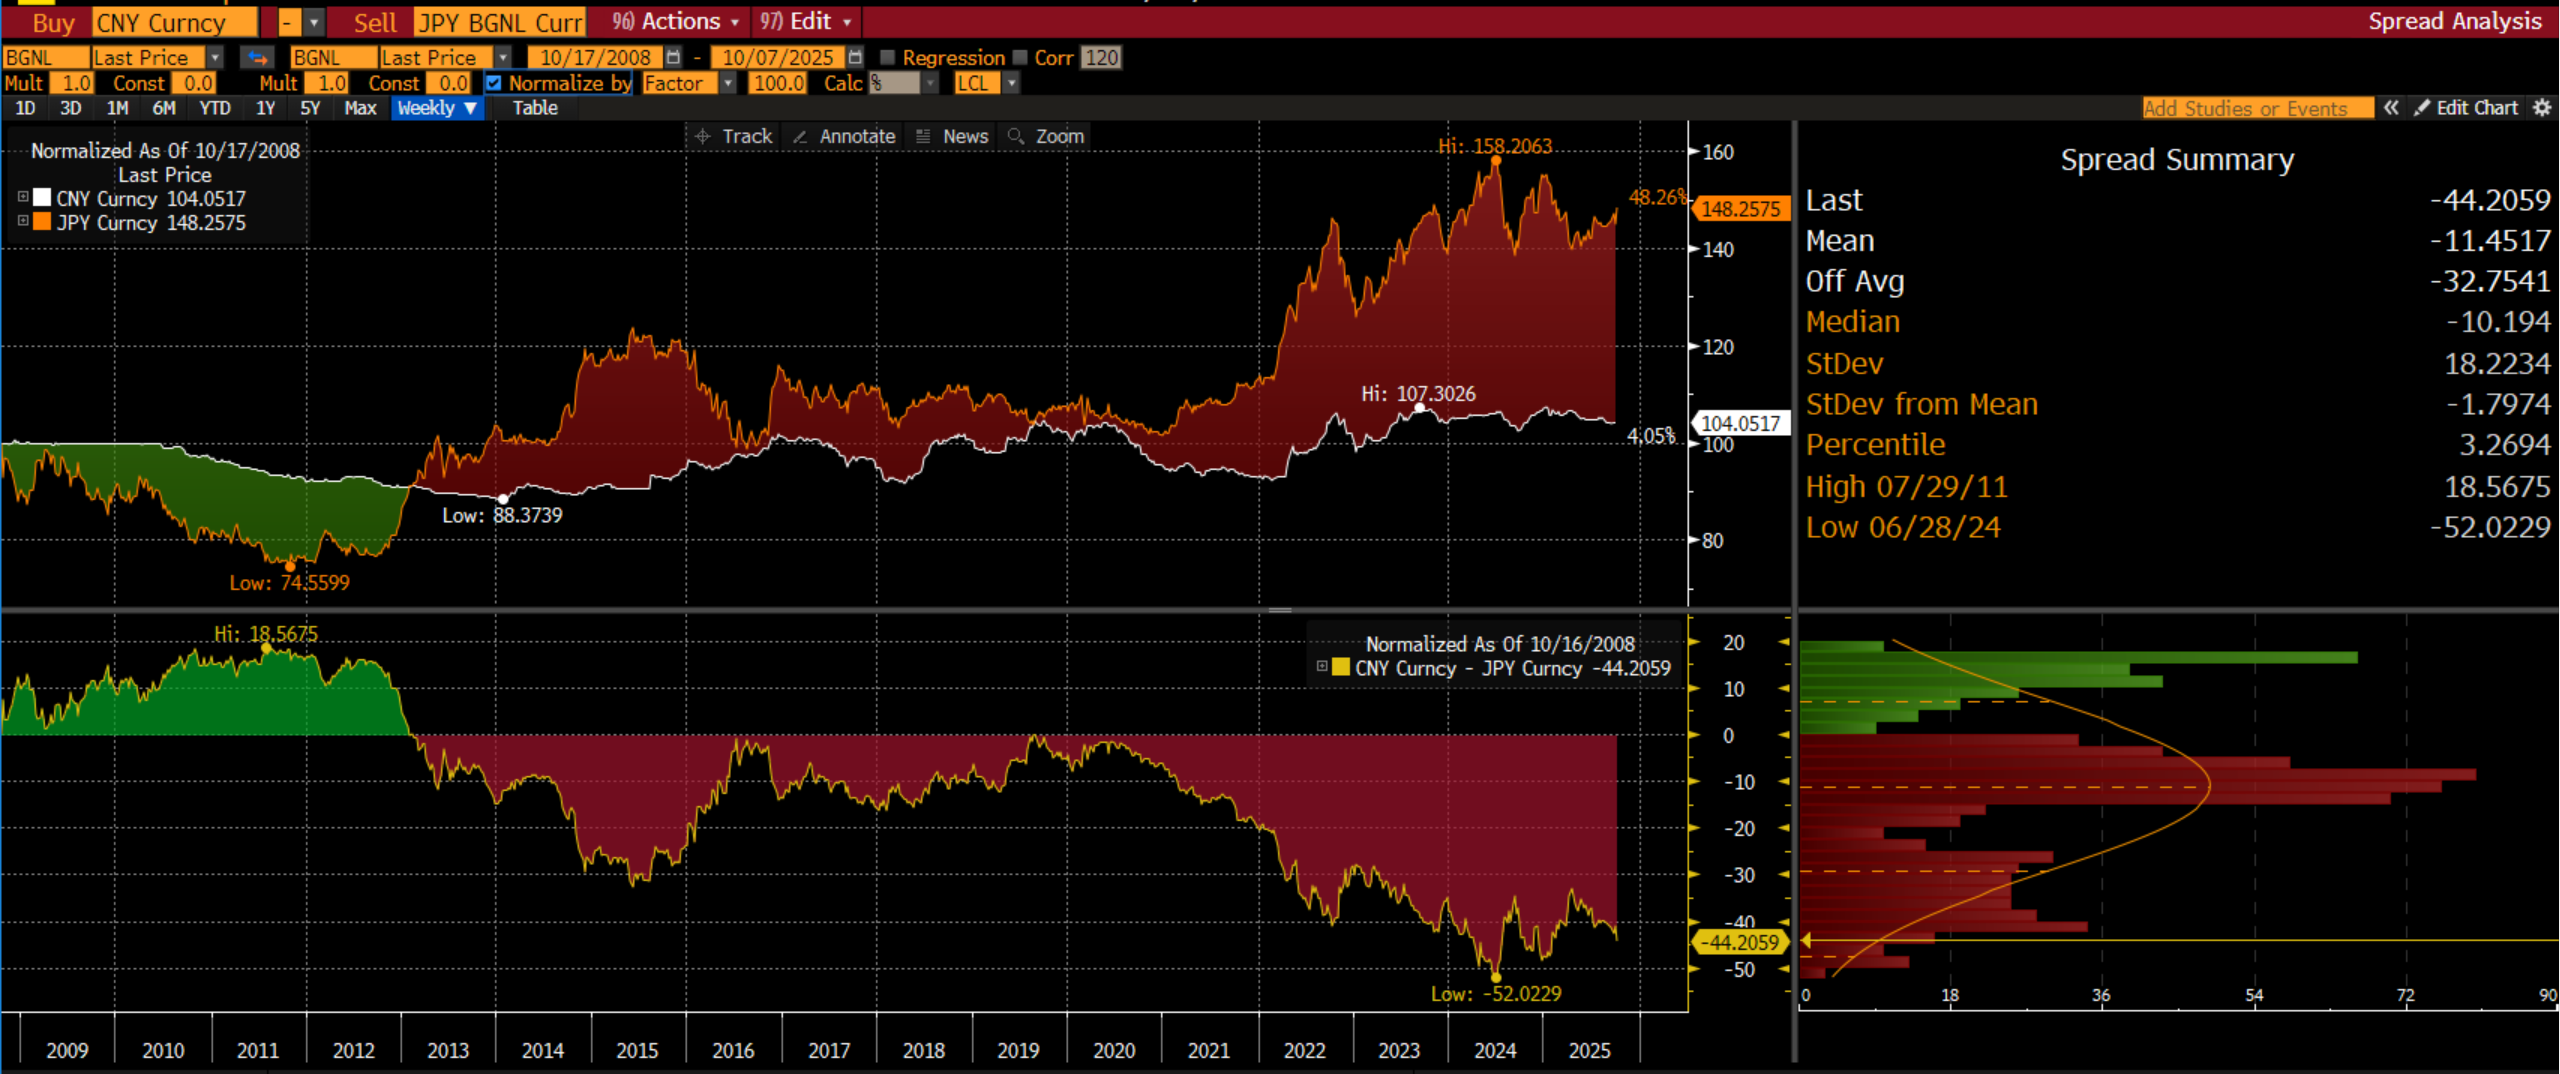 Buy CNY Curncy - Sell JPY BGNL Curr 96) Actions 97) Edit Spread Analysis
BGNL Last Price BGNL Last Price 10/17/2008 - 10/07/2025 Regression Corr 120
Mult 1.0 Const 0.0 Mult 1.0 Const 0.0 Normalize by Factor 100.0 Calc % LCL
1D 3D 1M 6M YTD 1Y 5Y Max Weekly ▼ Table Add Studies or Events « Edit Chart
Track Annotate News Zoom
Normalized As Of 10/17/2008
Last Price
CNY Curncy 104.0517
JPY Curncy 148.2575
Hi: 158.2063
48.26%
Hi: 107.3026
4.05%
Low: 88.3739
Low: 74.5599
160
148.2575
140
120
104.0517
100
80
Spread Summary
Last -44.2059
Mean -11.4517
Off Avg -32.7541
Median -10.194
StDev 18.2234
StDev from Mean -1.7974
Percentile 3.2694
High 07/29/11 18.5675
Low 06/28/24 -52.0229
Hi: 18.5675
Normalized As Of 10/16/2008
CNY Curncy - JPY Curncy -44.2059
Low: -52.0229
20
10
0
-10
-20
-30
-40
-44.2059
-50
0 18 36 54 72 90
2009 2010 2011 2012 2013 2014 2015 2016 2017 2018 2019 2020 2021 2022 2023 2024 2025